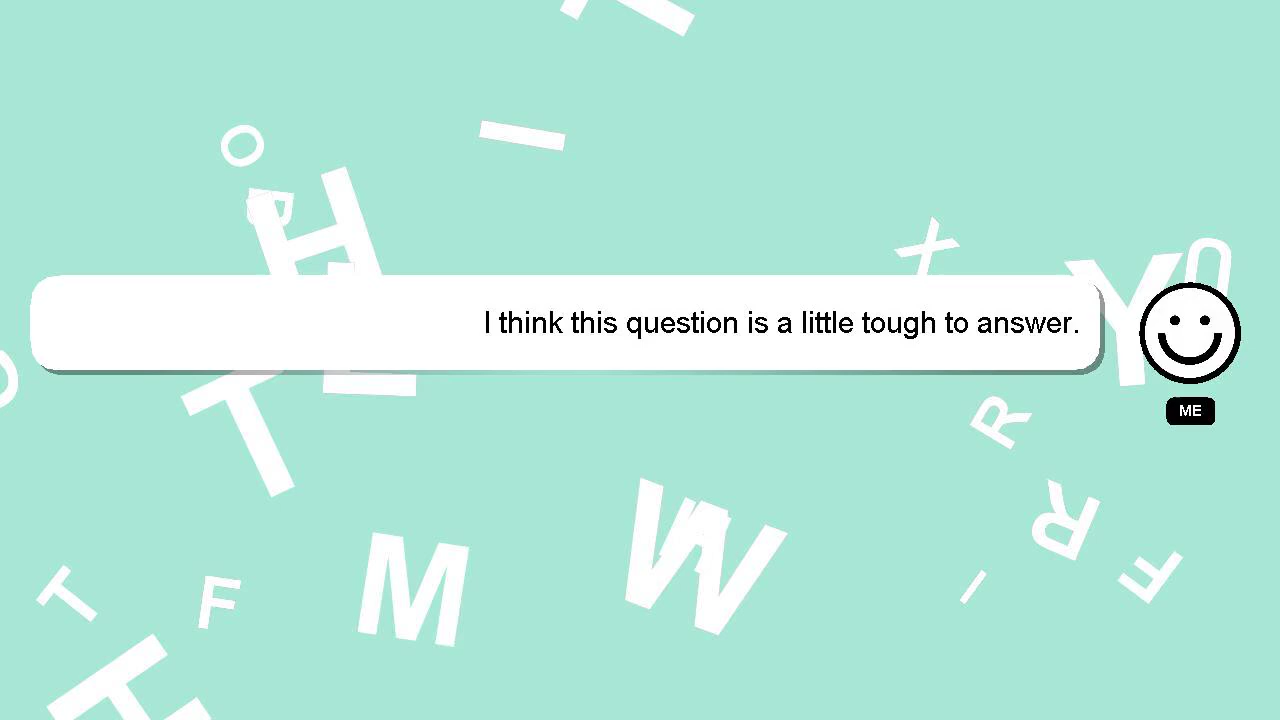 I think this question is a little tough to answer.
ME
O
H
I
X
Y
T
R
R
F
T
F
M
W
I